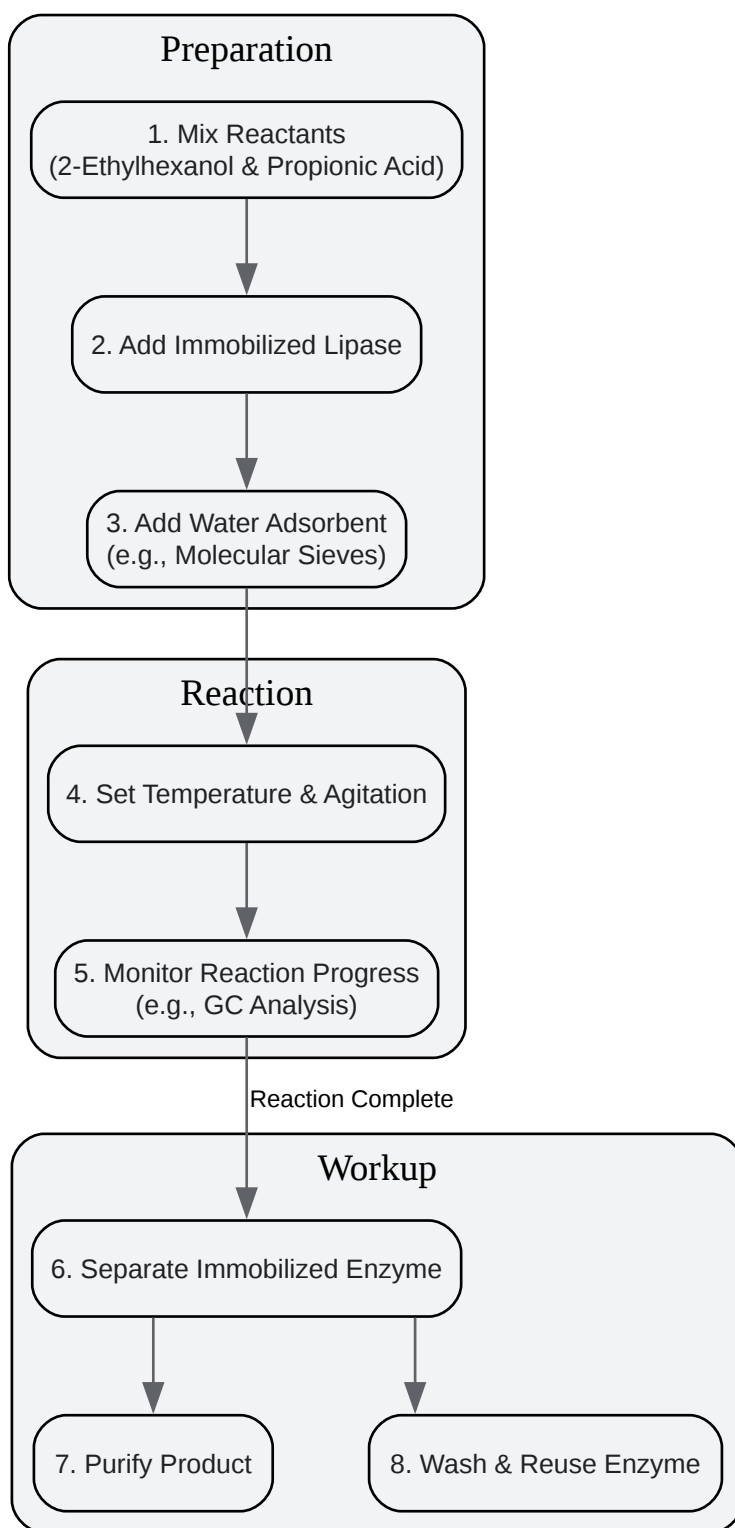 Preparation
1. Mix Reactants
(2-Ethylhexanol & Propionic Acid)
2. Add Immobilized Lipase
3. Add Water Adsorbent
(e.g., Molecular Sieves)
Reaction
4. Set Temperature & Agitation
5. Monitor Reaction Progress
(e.g., GC Analysis)
Reaction Complete
Workup
6. Separate Immobilized Enzyme
7. Purify Product
8. Wash & Reuse Enzyme